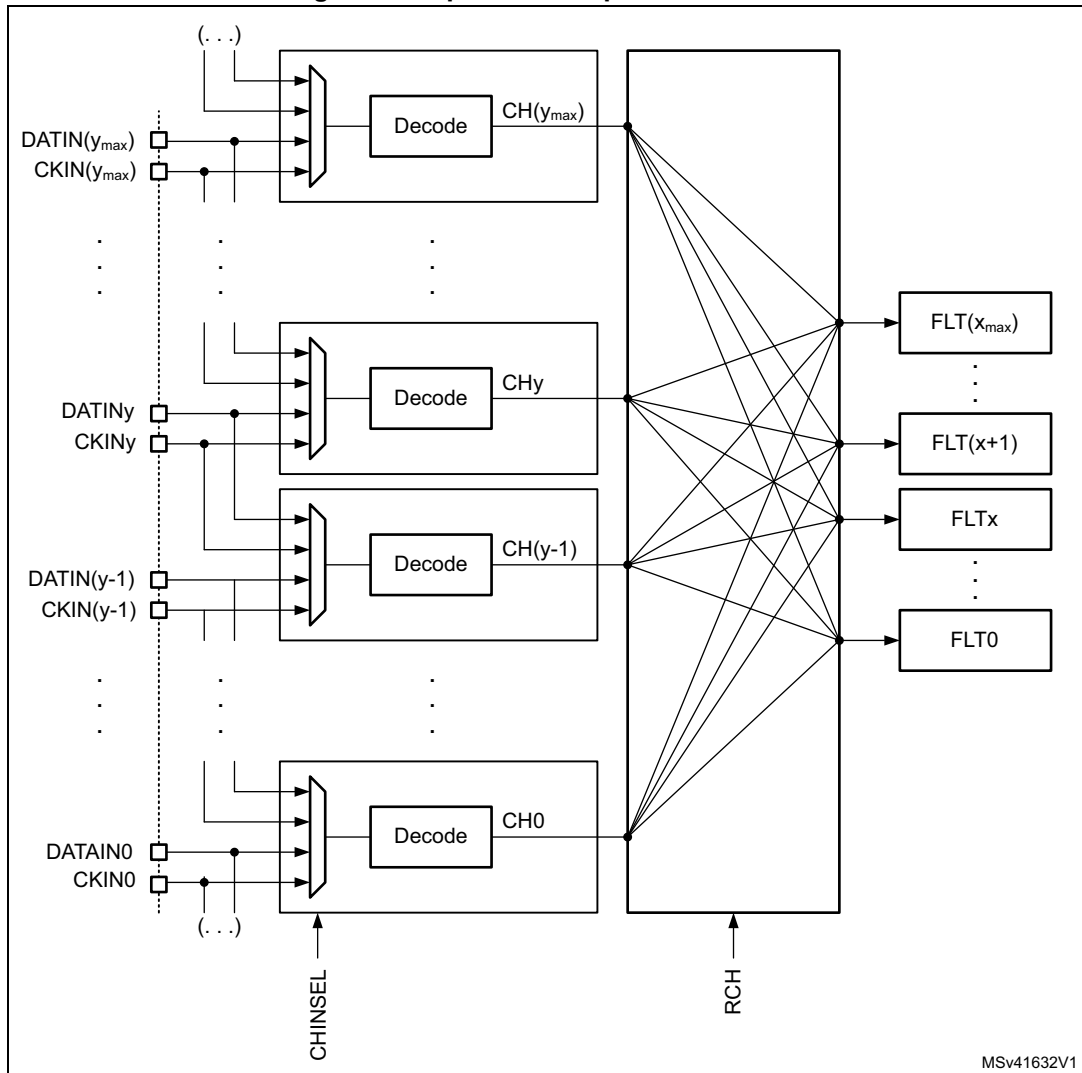 (. . .)
Decode
CH(ymax)
DATIN(ymax)
CKIN(ymax)
FLT(xmax)
Decode
CHy
DATINy
CKINy
FLT(x+1)
FLTx
Decode
CH(y-1)
DATIN(y-1)
CKIN(y-1)
FLT0
Decode
CH0
DATAIN0
CKIN0
(. . .)
CHINSEL
RCH
MSv41632V1